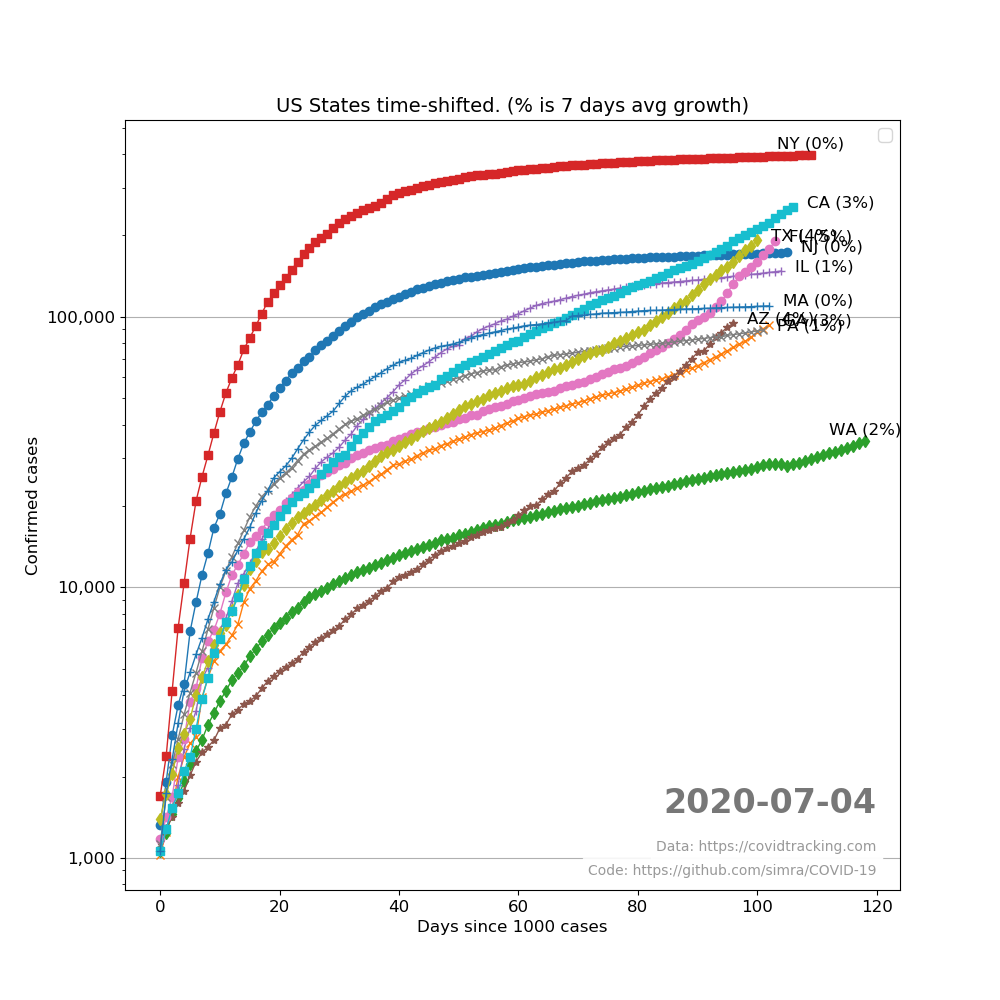 US States time-shifted. (% is 7 days avg growth)
NY (0%)
CA (3%)
TX (4%)
FL (5%)
NJ (0%)
IL (1%)
MA (0%)
AZ (4%)
(3%)
PA (1%)
WA (2%)
Confirmed cases
100,000
10,000
1,000
2020-07-04
Data: https://covidtracking.com
Code: https://github.com/simra/COVID-19
0 20 40 60 80 100 120
Days since 1000 cases